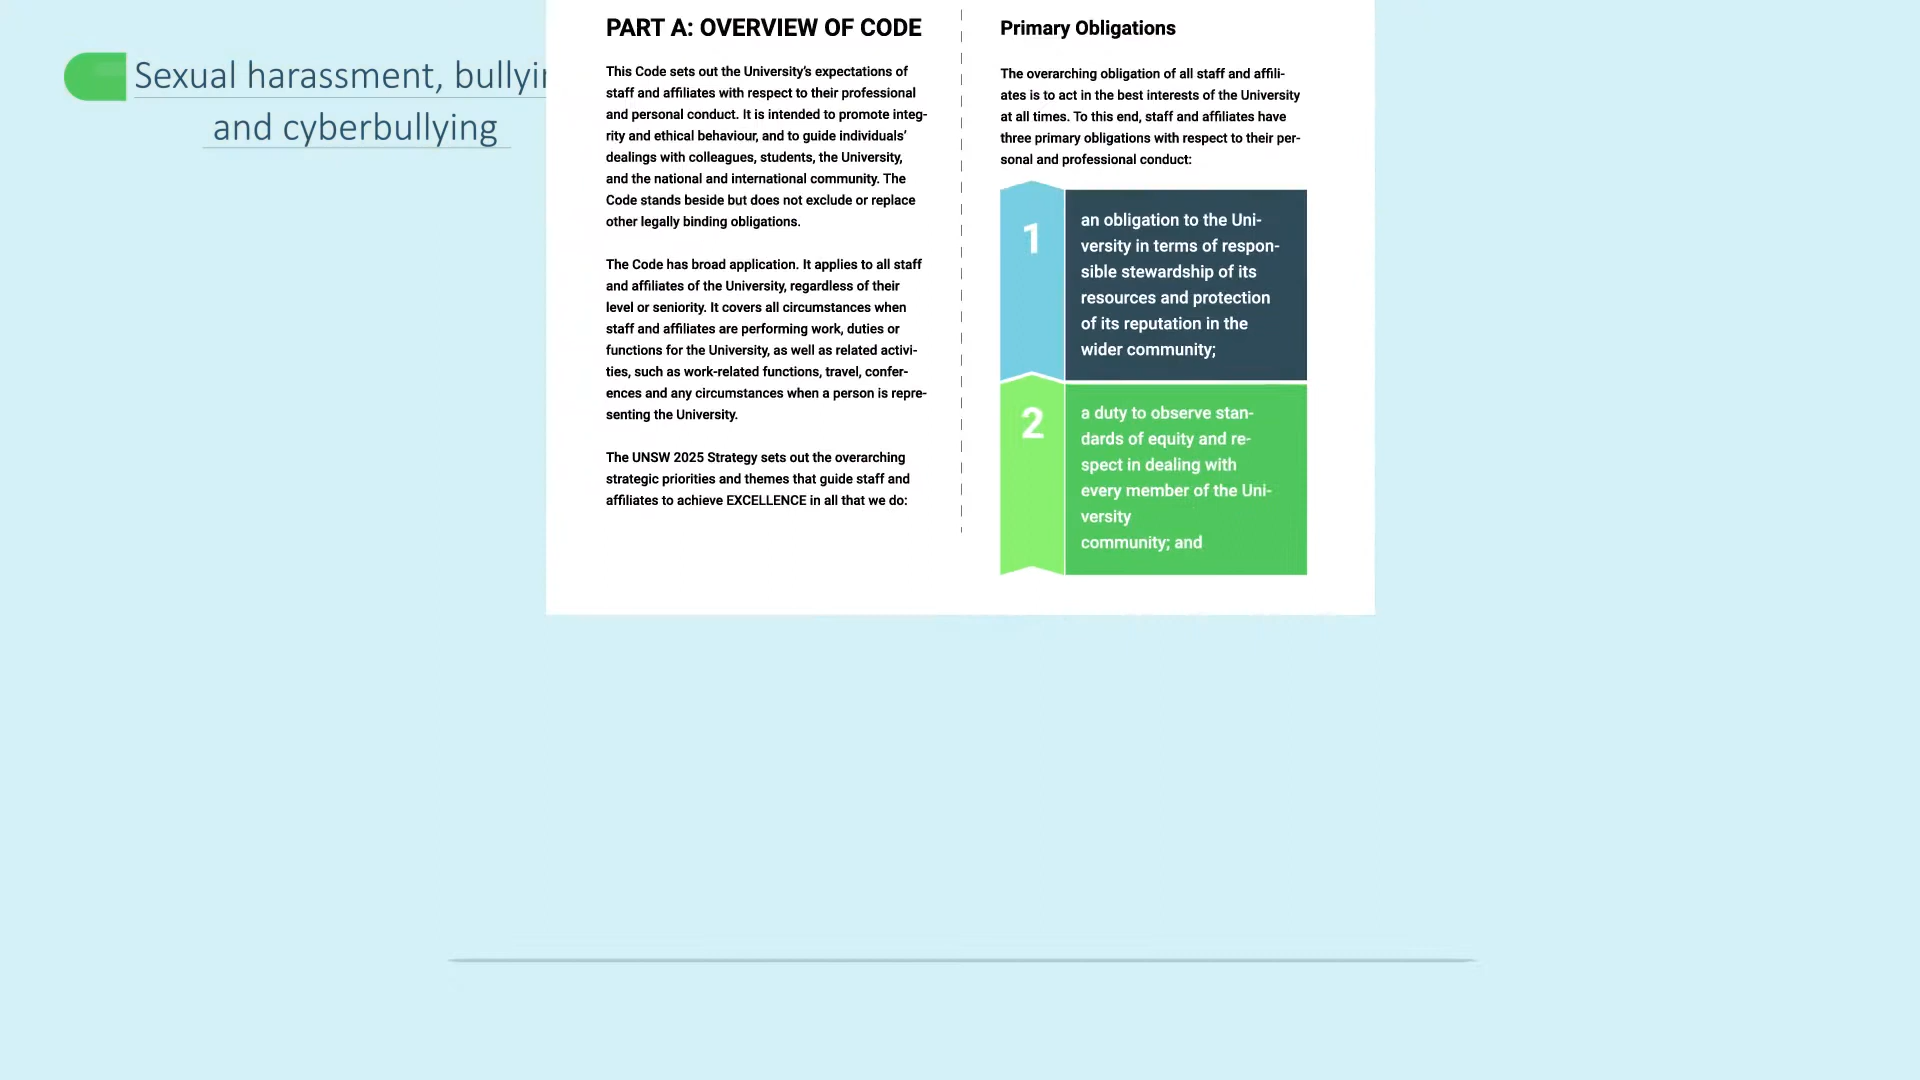 Sexual harassment, bullyin
and cyberbullying
PART A: OVERVIEW OF CODE
This Code sets out the University's expectations of
staff and affiliates with respect to their professional
and personal conduct. It is intended to promote integ-
rity and ethical behaviour, and to guide individuals'
dealings with colleagues, students, the University,
and the national and international community. The
Code stands beside but does not exclude or replace
other legally binding obligations.
The Code has broad application. It applies to all staff
and affiliates of the University, regardless of their
level or seniority. It covers all circumstances when
staff and affiliates are performing work, duties or
functions for the University, as well as related activi-
ties, such as work-related functions, travel, confer-
ences and any circumstances when a person is repre-
senting the University.
The UNSW 2025 Strategy sets out the overarching
strategic priorities and themes that guide staff and
affiliates to achieve EXCELLENCE in all that we do:
Primary Obligations
The overarching obligation of all staff and affili-
ates is to act in the best interests of the University
at all times. To this end, staff and affiliates have
three primary obligations with respect to their per-
sonal and professional conduct:
1
an obligation to the Uni-
versity in terms of respon-
sible stewardship of its
resources and protection
of its reputation in the
wider community;
2
a duty to observe stan-
dards of equity and re-
spect in dealing with
every member of the Uni-
versity
community; and